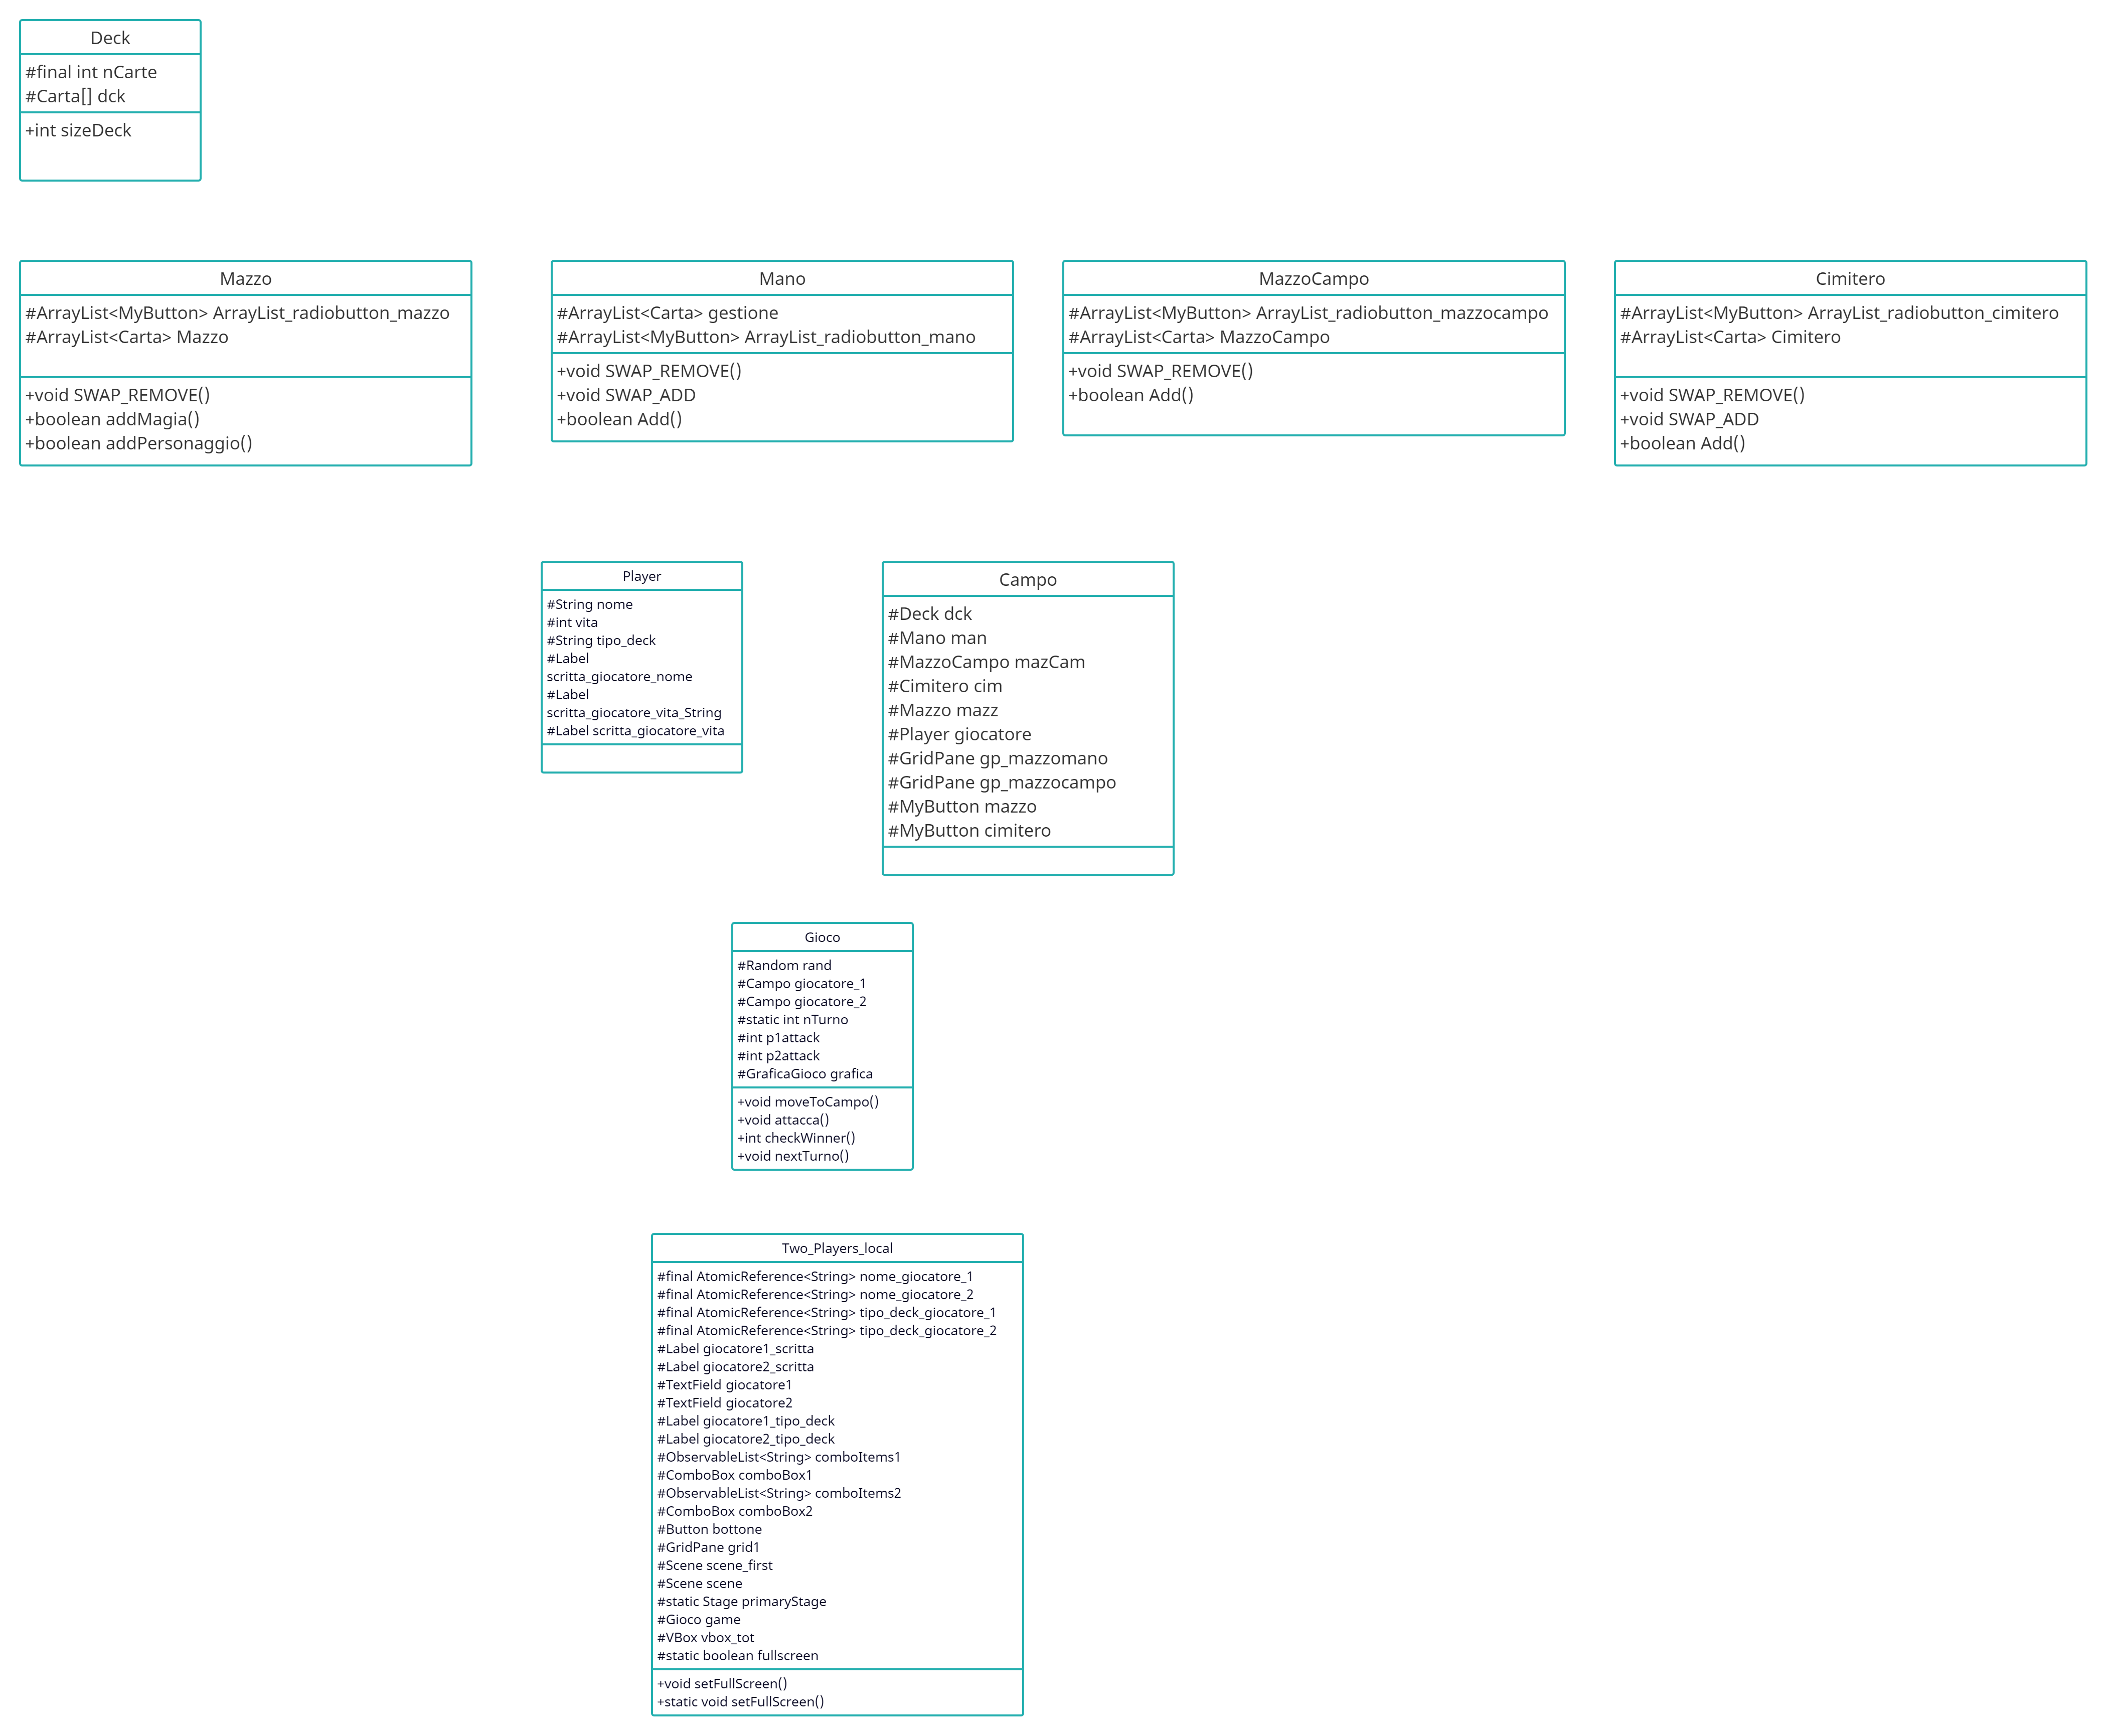 Deck
#final int nCarte
#Carta[] dck
+int sizeDeck
Mazzo
#ArrayList<MyButton> ArrayList_radiobutton_mazzo
#ArrayList<Carta> Mazzo
+void SWAP_REMOVE()
+boolean addMagia()
+boolean addPersonaggio()
Mano
#ArrayList<Carta> gestione
#ArrayList<MyButton> ArrayList_radiobutton_mano
+void SWAP_REMOVE()
+void SWAP_ADD
+boolean Add()
MazzoCampo
#ArrayList<MyButton> ArrayList_radiobutton_mazzocampo
#ArrayList<Carta> MazzoCampo
+void SWAP_REMOVE()
+boolean Add()
Cimitero
#ArrayList<MyButton> ArrayList_radiobutton_cimitero
#ArrayList<Carta> Cimitero
+void SWAP_REMOVE()
+void SWAP_ADD
+boolean Add()
Player
#String nome
#int vita
#String tipo_deck
#Label
scritta_giocatore_nome
#Label
scritta_giocatore_vita_String
#Label scritta_giocatore_vita
Campo
#Deck dck
#Mano man
#MazzoCampo mazCam
#Cimitero cim
#Mazzo mazz
#Player giocatore
#GridPane gp_mazzomano
#GridPane gp_mazzocampo
#MyButton mazzo
#MyButton cimitero
Gioco
#Random rand
#Campo giocatore_1
#Campo giocatore_2
#static int nTurno
#int p1attack
#int p2attack
#GraficaGioco grafica
+void moveToCampo()
+void attacca()
+int checkWinner()
+void nextTurno()
Two_Players_local
#final AtomicReference<String> nome_giocatore_1
#final AtomicReference<String> nome_giocatore_2
#final AtomicReference<String> tipo_deck_giocatore_1
#final AtomicReference<String> tipo_deck_giocatore_2
#Label giocatore1_scritta
#Label giocatore2_scritta
#TextField giocatore1
#TextField giocatore2
#Label giocatore1_tipo_deck
#Label giocatore2_tipo_deck
#ObservableList<String> comboItems1
#ComboBox comboBox1
#ObservableList<String> comboItems2
#ComboBox comboBox2
#Button bottone
#GridPane grid1
#Scene scene_first
#Scene scene
#static Stage primaryStage
#Gioco game
#VBox vbox_tot
#static boolean fullscreen
+void setFullScreen()
+static void setFullScreen()